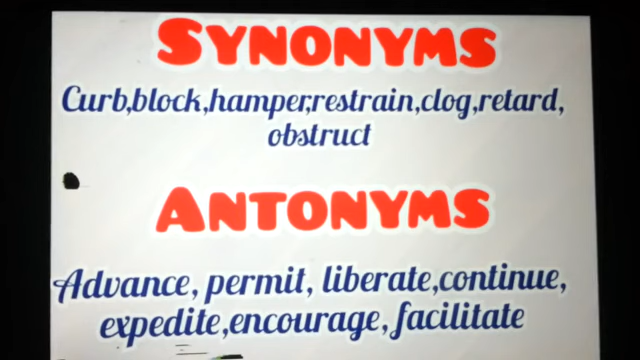 SYNONYMS
Curb,block,hamper,restrain,clog,retard,
obstruct
ANTONYMS
Advance, permit, liberate,continue,
expedite,encourage,facilitate